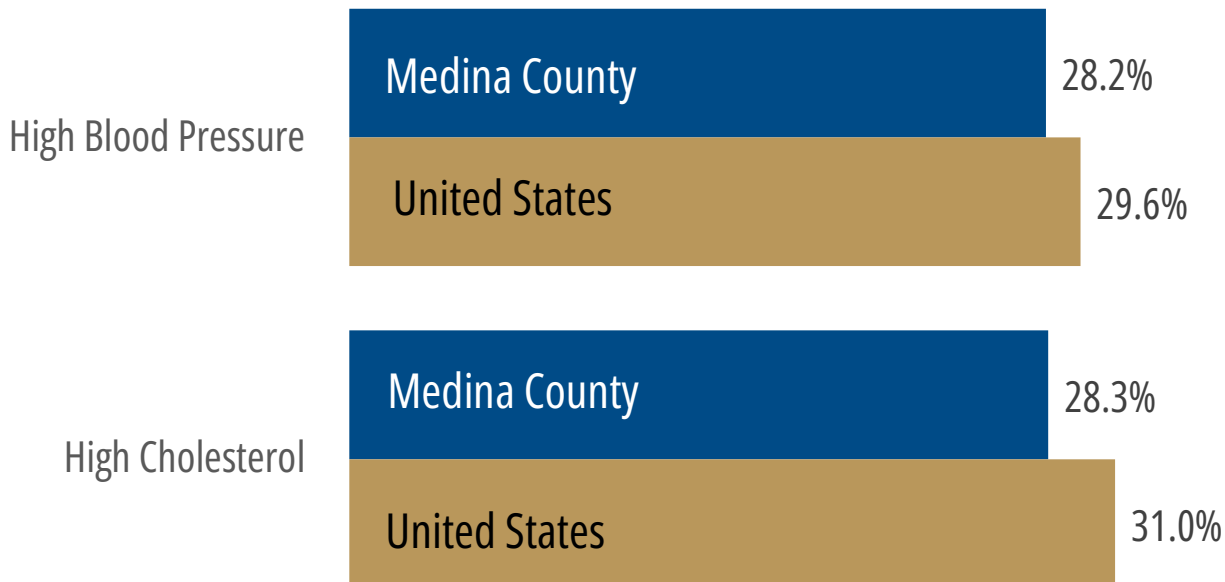 High Blood Pressure
Medina County
28.2%
United States
29.6%
High Cholesterol
Medina County
28.3%
United States
31.0%